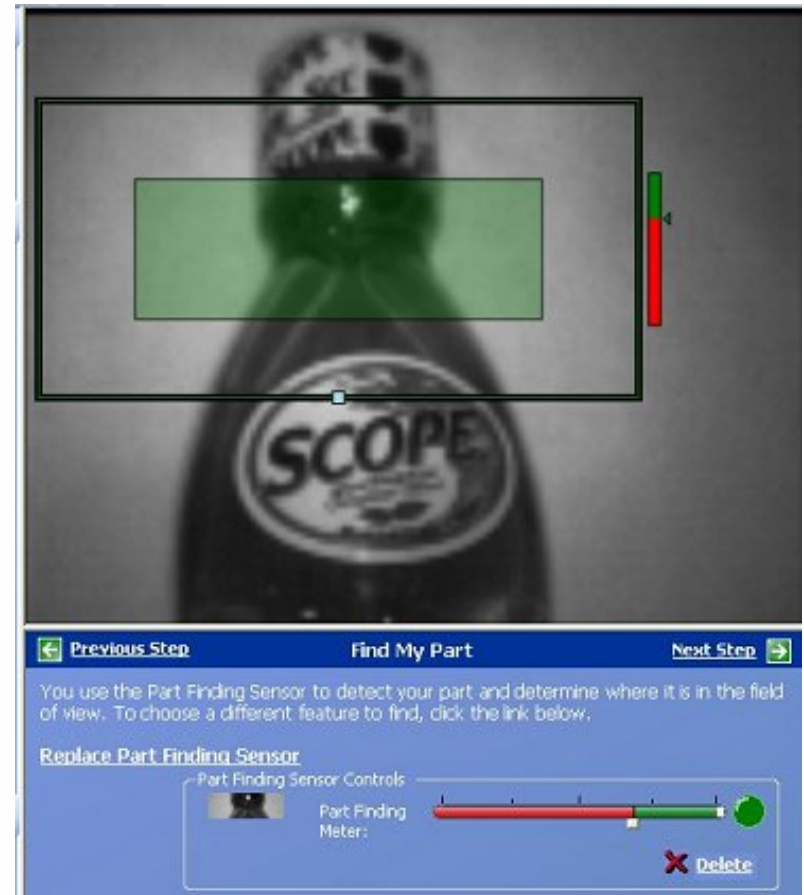 SCOPE
Previous Step
Find My Part
Next Step
You use the Part Finding Sensor to detect your part and determine where it is in the field
of view. To choose a different feature to find, click the link below.
Replace Part Finding Sensor
Part Finding Sensor Controls
Part Finding
Meter:
Delete